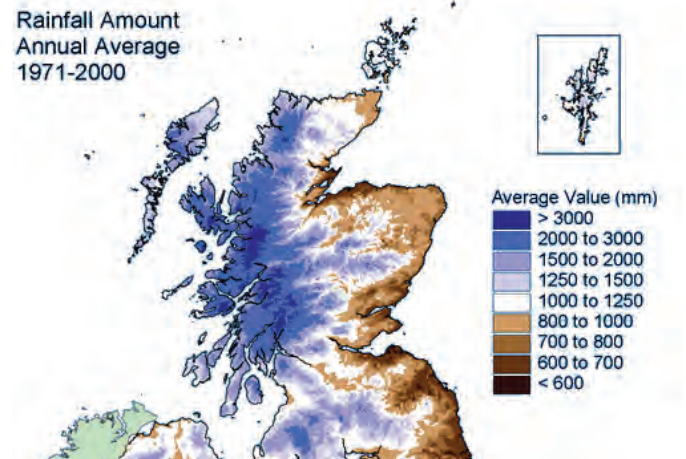 Rainfall Amount
Annual Average
1971-2000
Average Value (mm)
> 3000
2000 to 3000
1500 to 2000
1250 to 1500
1000 to 1250
800 to 1000
700 to 800
600 to 700
< 600